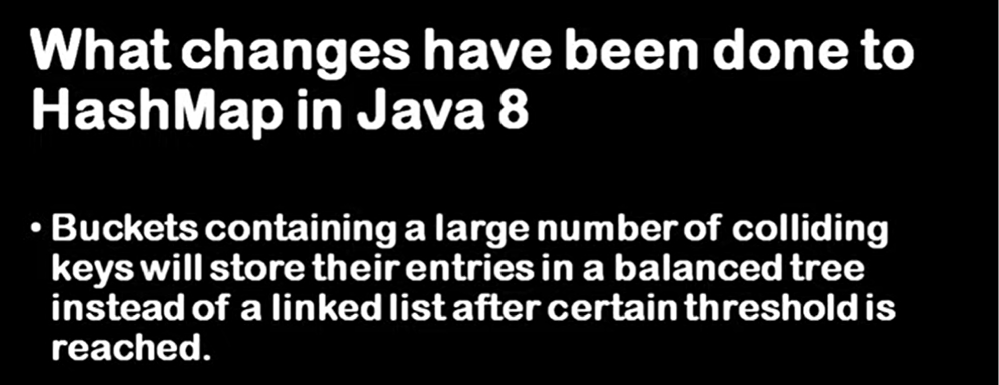 What changes have been done to
HashMap in Java 8
• Buckets containing a large number of colliding
keys will store their entries in a balanced tree
instead of a linked list after certain threshold is
reached.